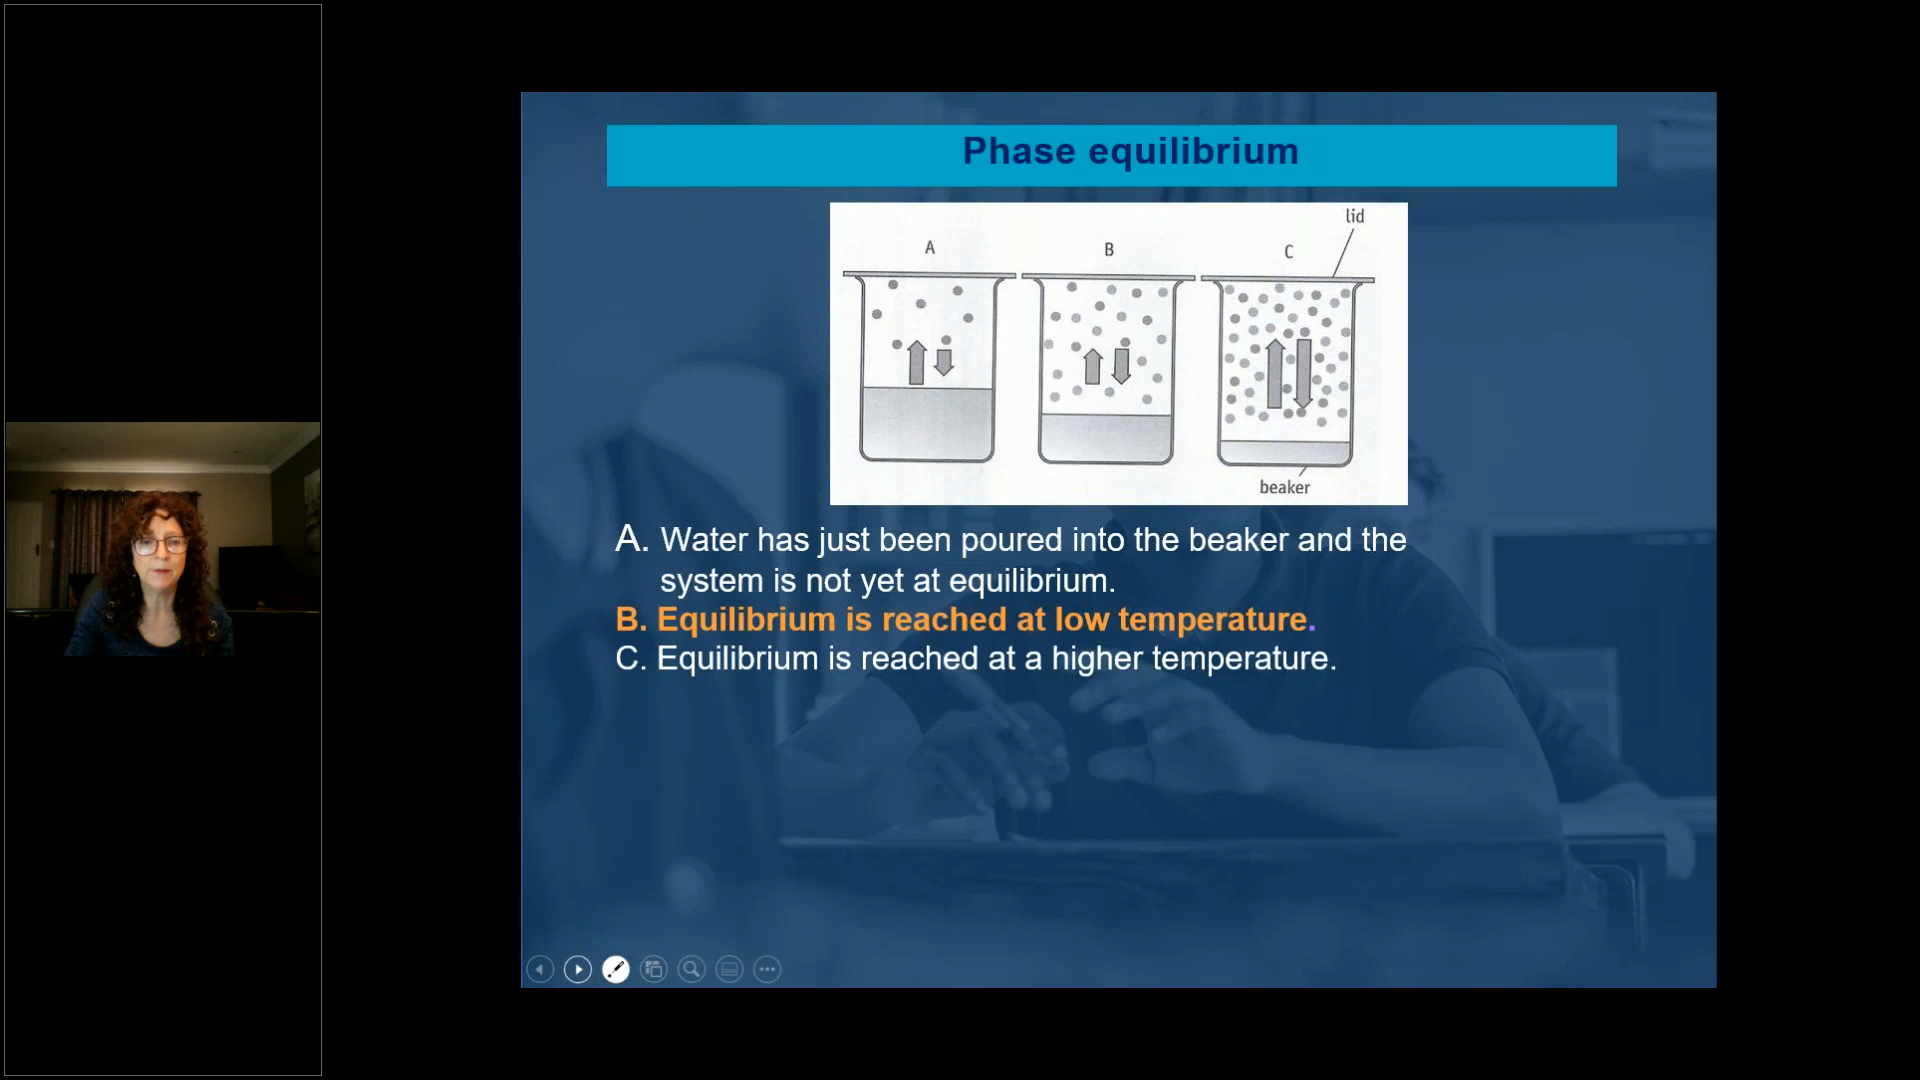 Phase equilibrium
lid
A
B
C
beaker
A. Water has just been poured into the beaker and the
system is not yet at equilibrium.
B. Equilibrium is reached at low temperature.
C. Equilibrium is reached at a higher temperature.